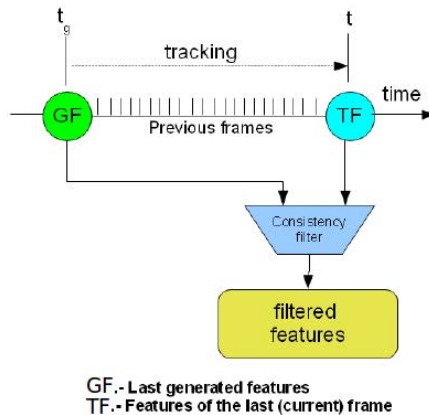 t_g
t
tracking
time
GF
TF
Previous frames
Consistency
filter
filtered
features
GF.- Last generated features
TF.- Features of the last (current) frame